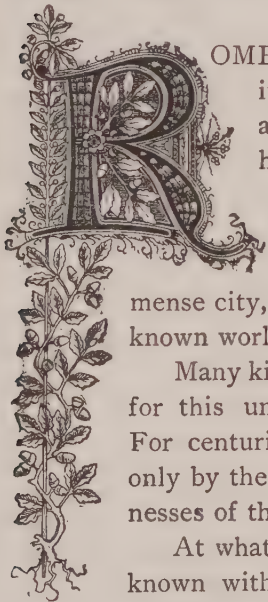 ROME
i
a
h
mense city,
known worl
Many ki
for this un
For centuri
only by the
nesses of th
At what
known with